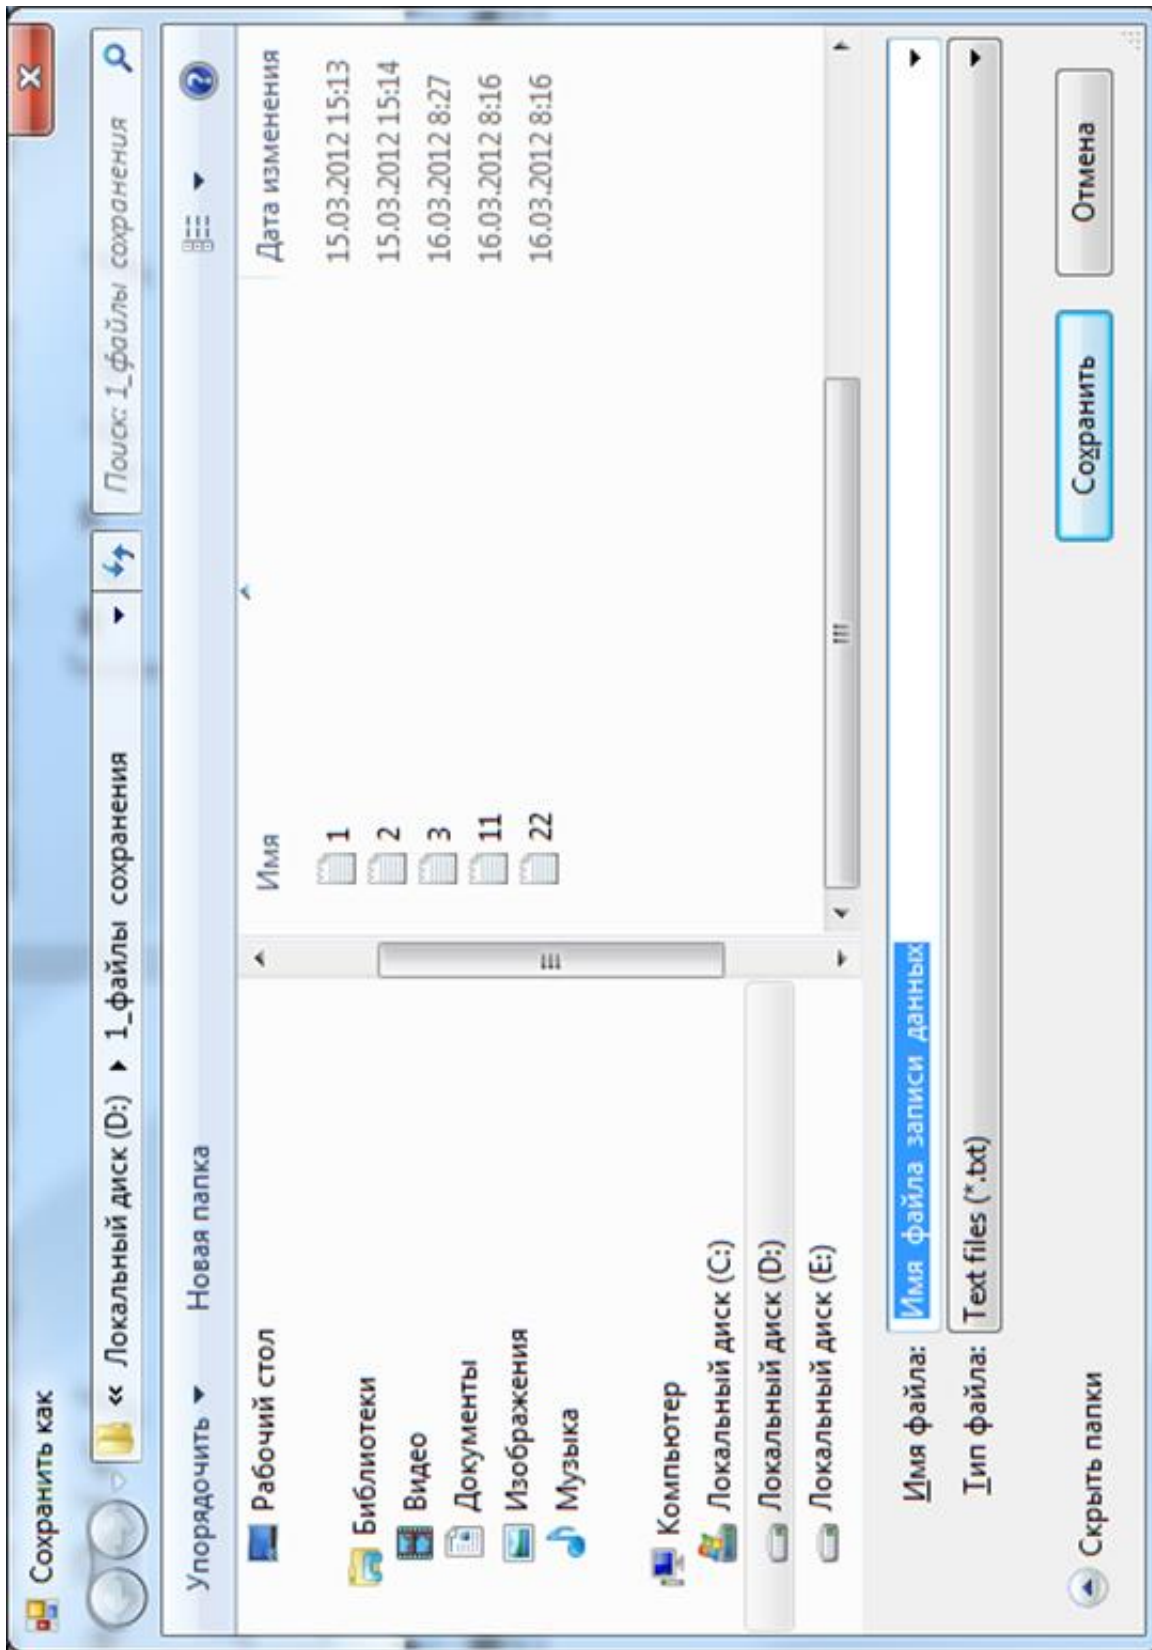 Сохранить как
« Локальный диск (D:) ▸ 1_файлы сохранения
Поиск: 1_файлы сохранения
Упорядочить ▼ Новая папка
Рабочий стол
Библиотеки
Видео
Документы
Изображения
Музыка
Компьютер
Локальный диск (C:)
Локальный диск (D:)
Локальный диск (E:)
Имя Дата изменения
1 15.03.2012 15:13
2 15.03.2012 15:14
3 16.03.2012 8:27
11 16.03.2012 8:16
22 16.03.2012 8:16
Имя файла: Имя файла записи данных
Тип файла: Text files (*.txt)
Скрыть папки
Сохранить
Отмена